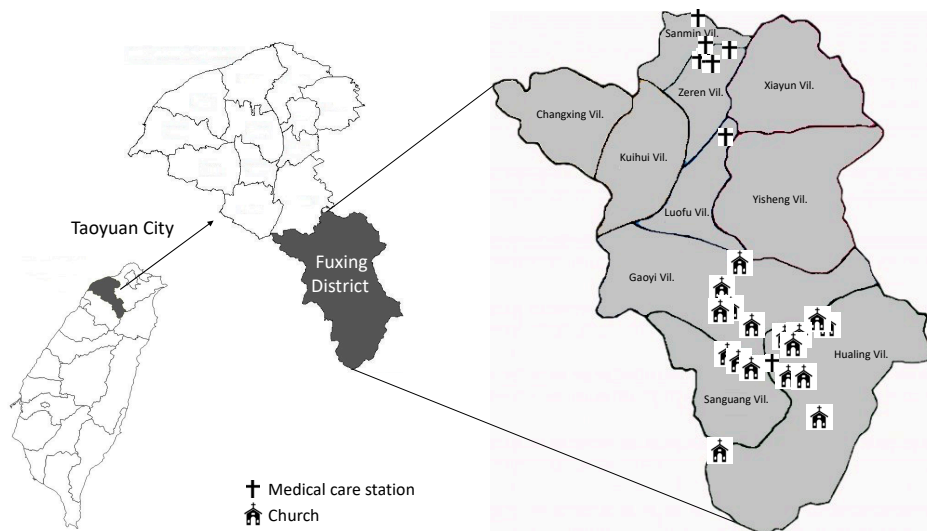 Taoyuan City
Fuxing
District
Medical care station
Church
Sanmin Vil.
Xiayun Vil.
Zeren Vil.
Changxing Vil.
Kuihui Vil.
Yisheng Vil.
Luofu Vil.
Gaoyi Vil.
Hualing Vil.
Sanguang Vil.